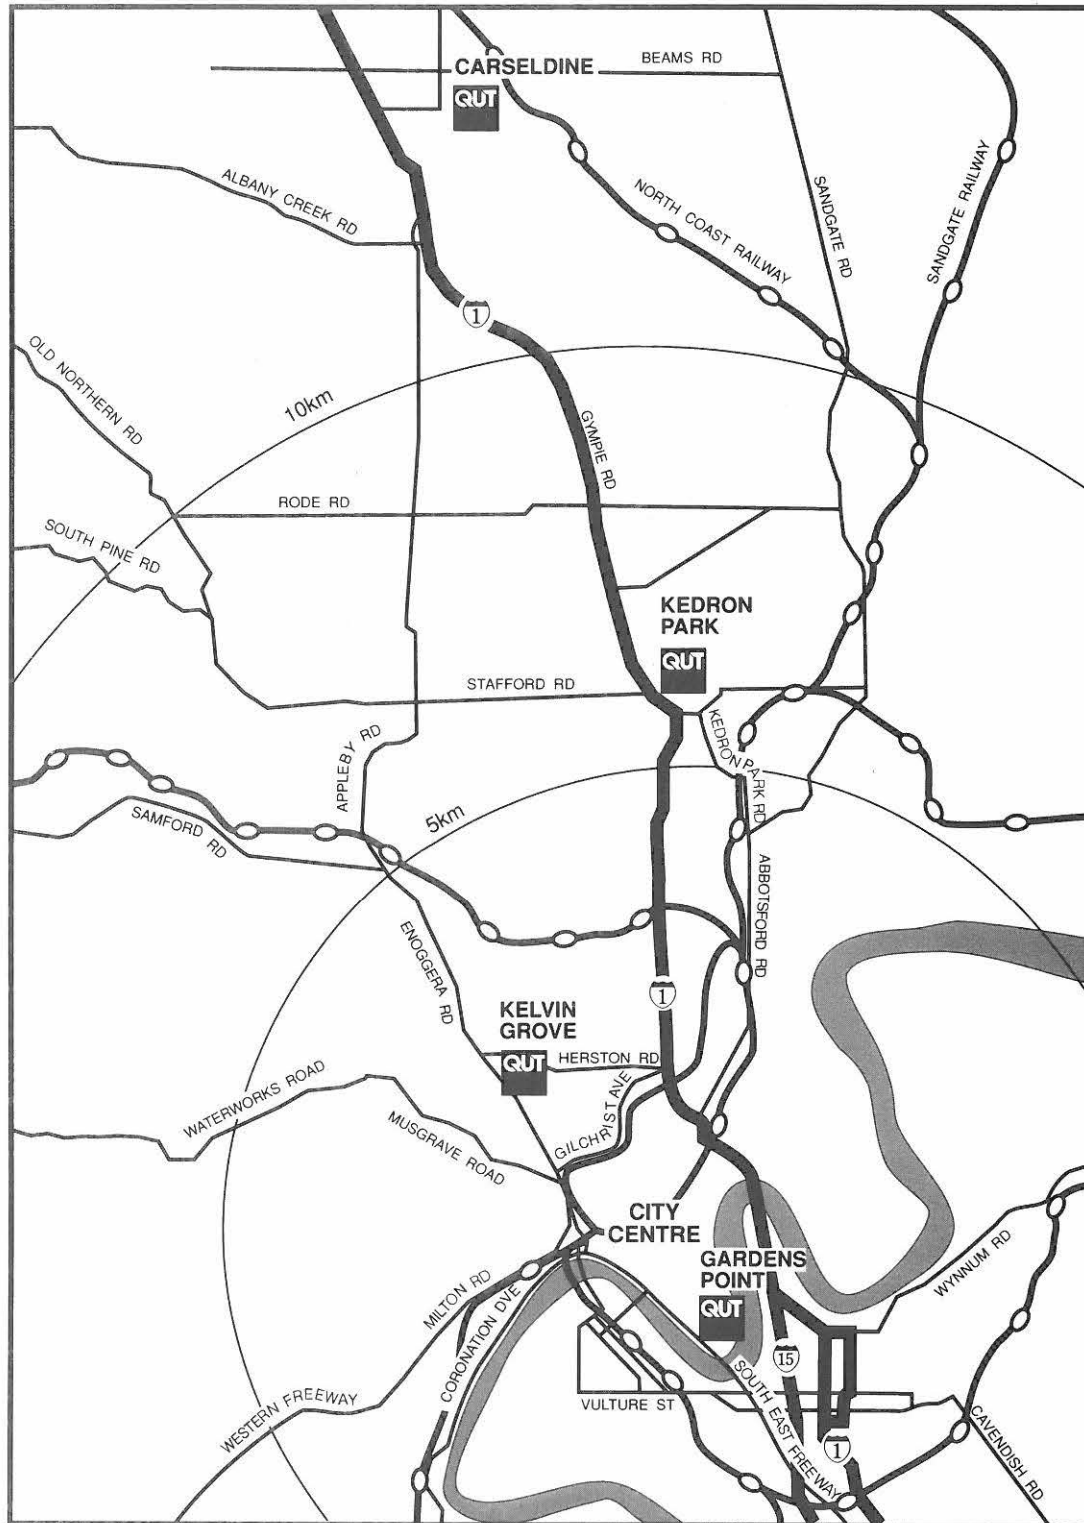 CARSELDINE
QUT
BEAMS RD
ALBANY CREEK RD
NORTH COAST RAILWAY
SANDGATE RD
SANDGATE RAILWAY
1
OLD NORTHERN RD
10km
GYMPIE RD
RODE RD
SOUTH PINE RD
KEDRON
PARK
QUT
STAFFORD RD
KEDRON PARK RD
APPLEBY RD
5km
SAMFORD RD
ABBOTSFORD RD
ENOGGERA RD
1
KELVIN
GROVE
QUT
HERSTON RD
WATERWORKS ROAD
MUSGRAVE ROAD
GILCHRIST AVE
CITY
CENTRE
GARDENS
POINT
QUT
WYNNUM RD
MILTON RD
CORONATION DVE
15
WESTERN FREEWAY
VULTURE ST
SOUTH EAST FREEWAY
1
CAVENDISH RD